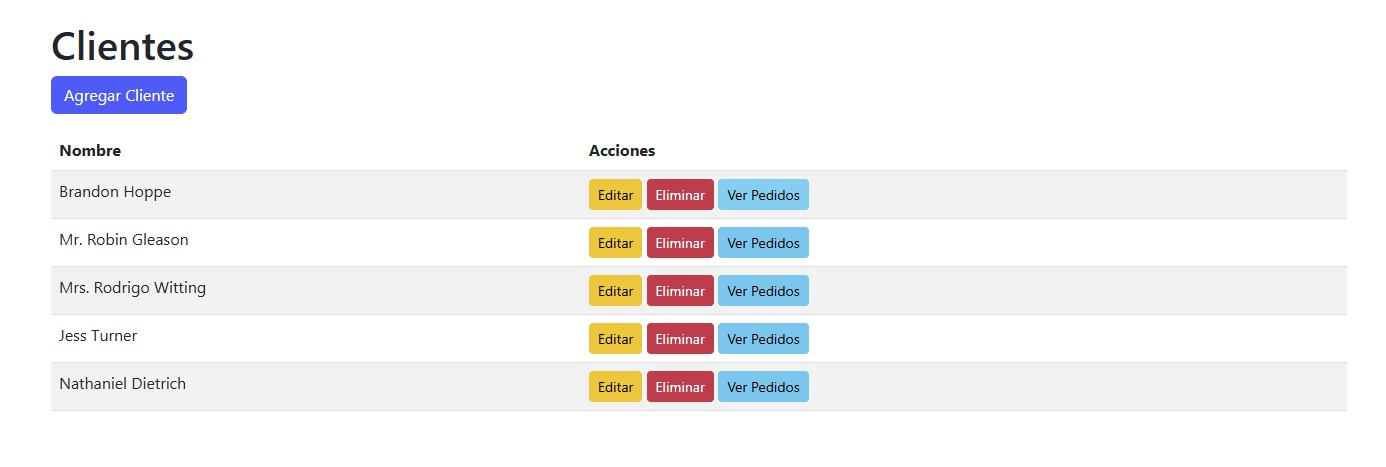 Clientes
Agregar Cliente
Nombre Acciones
Brandon Hoppe Editar Eliminar Ver Pedidos
Mr. Robin Gleason Editar Eliminar Ver Pedidos
Mrs. Rodrigo Witting Editar Eliminar Ver Pedidos
Jess Turner Editar Eliminar Ver Pedidos
Nathaniel Dietrich Editar Eliminar Ver Pedidos